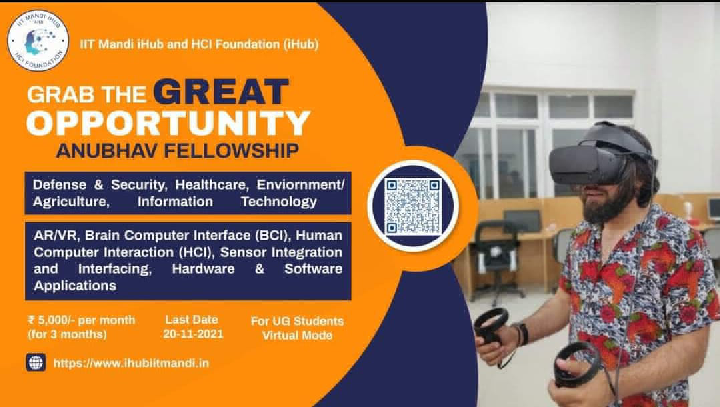 IIT MANDI IHUB
AND
HCI FOUNDATION
IIT Mandi iHub and HCI Foundation (iHub)
GRAB THE GREAT
OPPORTUNITY
ANUBHAV FELLOWSHIP
Defense & Security, Healthcare, Enviornment/
Agriculture, Information Technology
AR/VR, Brain Computer Interface (BCI), Human
Computer Interaction (HCI), Sensor Integration
and Interfacing, Hardware & Software
Applications
₹ 5,000/- per month
(for 3 months)
Last Date
20-11-2021
For UG Students
Virtual Mode
https://www.ihubiitmandi.in